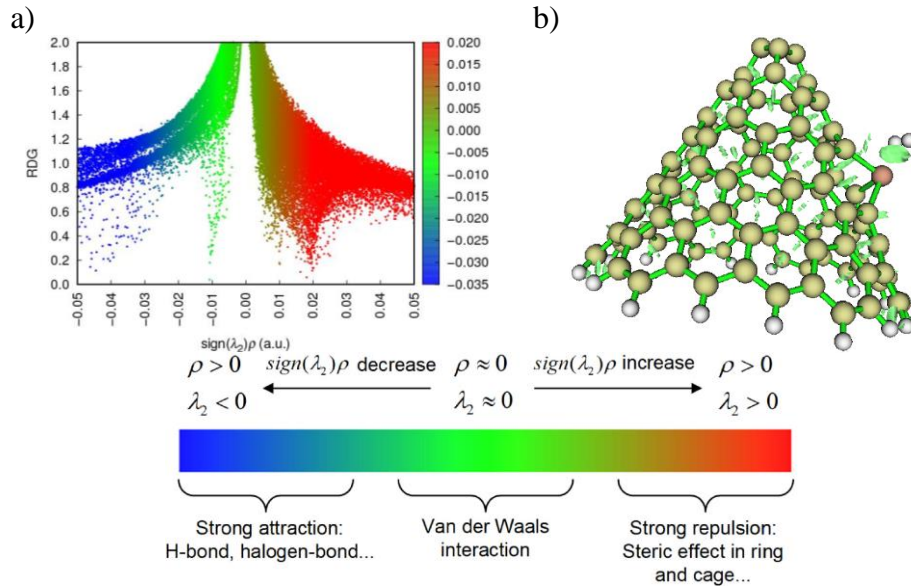 a)
b)
RDG
2.0
1.8
1.6
1.4
1.2
1.0
0.8
0.6
0.4
0.2
0.0
-0.05
-0.04
-0.03
-0.02
-0.01
0.00
0.01
0.02
0.03
0.04
0.05
sign(λ₂)ρ (a.u.)
0.020
0.015
0.010
0.005
0.000
-0.005
-0.010
-0.015
-0.020
-0.025
-0.030
-0.035
ρ > 0 sign(λ₂)ρ decrease ρ ≈ 0 sign(λ₂)ρ increase ρ > 0
λ₂ < 0 λ₂ ≈ 0 λ₂ > 0
Strong attraction:
H-bond, halogen-bond...
Van der Waals
interaction
Strong repulsion:
Steric effect in ring
and cage...